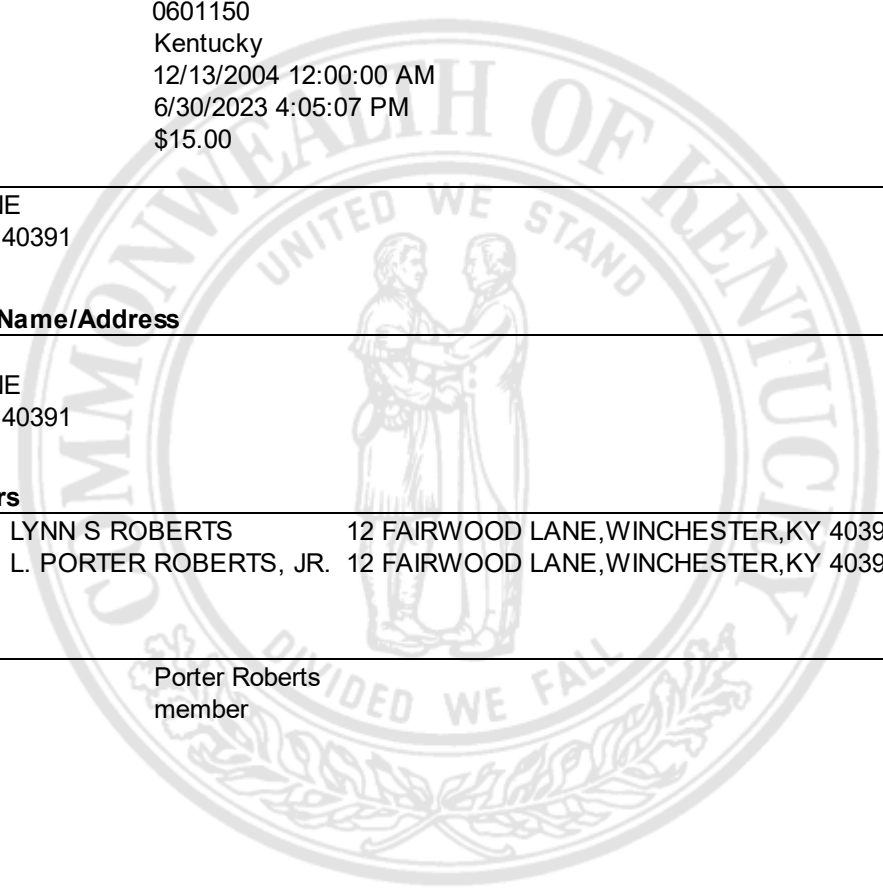 0601150
Kentucky
12/13/2004 12:00:00 AM
6/30/2023 4:05:07 PM
$15.00
NE
40391
Name/Address
NE
40391
rs
LYNN S ROBERTS 12 FAIRWOOD LANE,WINCHESTER,KY 4039
L. PORTER ROBERTS, JR. 12 FAIRWOOD LANE,WINCHESTER,KY 4039
Porter Roberts
member
COMMONWEALTH OF KENTUCKY
UNITED WE STAND
DIVIDED WE FALL